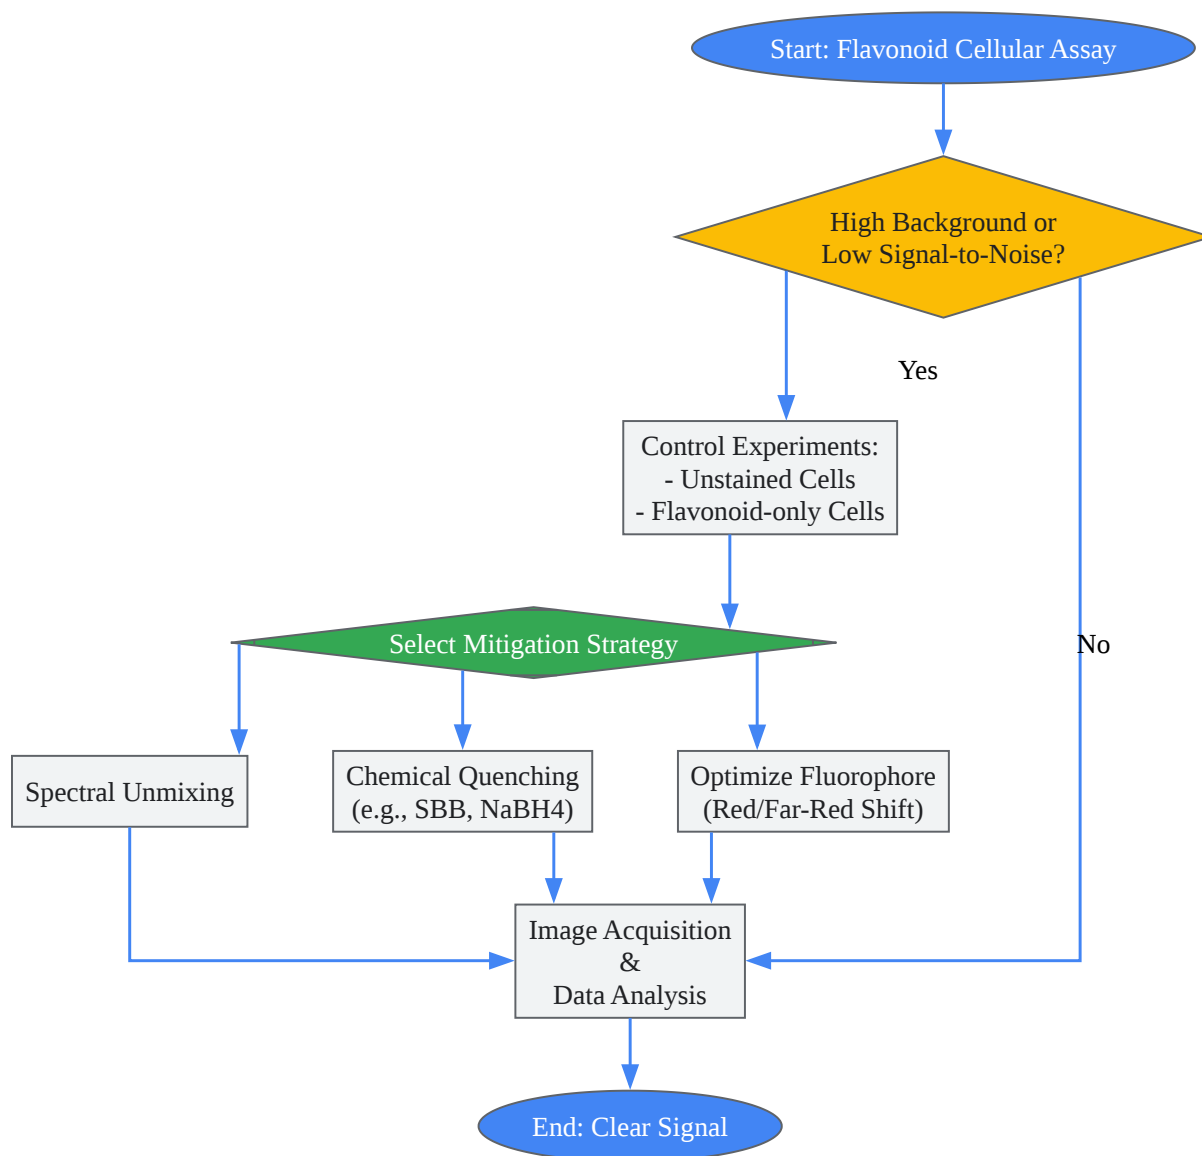 Start: Flavonoid Cellular Assay
High Background or
Low Signal-to-Noise?
Yes
Control Experiments:
- Unstained Cells
- Flavonoid-only Cells
Select Mitigation Strategy
No
Spectral Unmixing
Chemical Quenching
(e.g., SBB, NaBH4)
Optimize Fluorophore
(Red/Far-Red Shift)
Image Acquisition
&
Data Analysis
End: Clear Signal